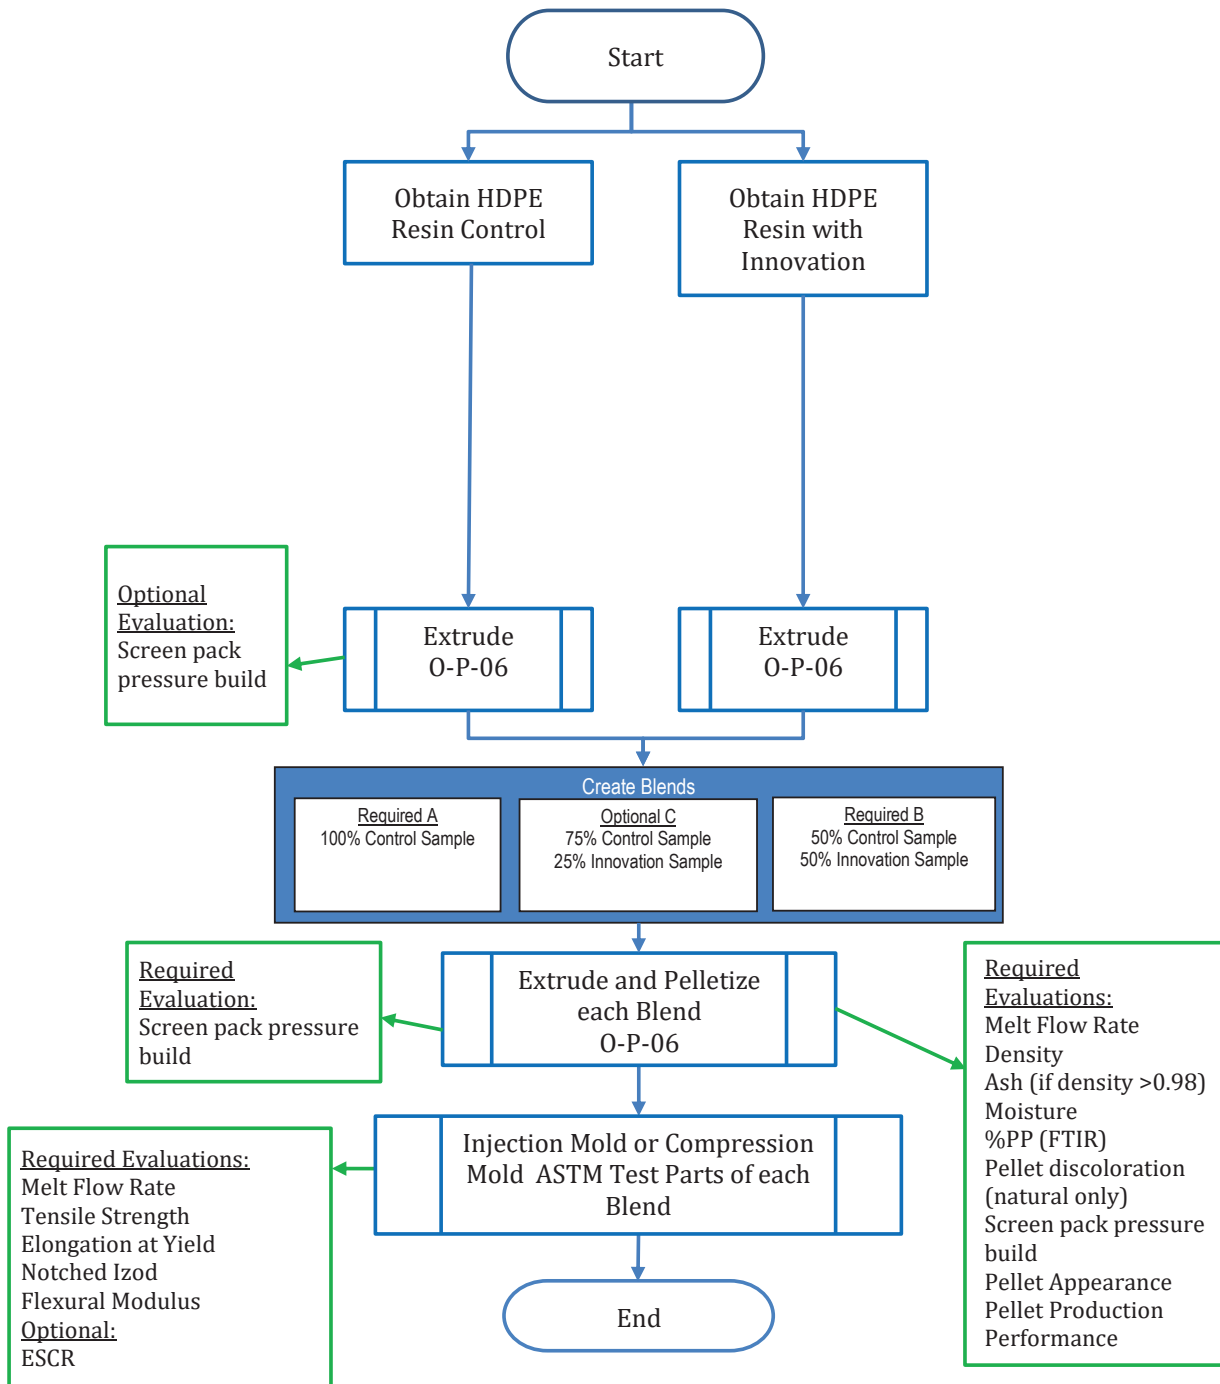 Start
Obtain HDPE
Resin Control
Obtain HDPE
Resin with
Innovation
Optional
Evaluation:
Screen pack
pressure build
Extrude
O-P-06
Extrude
O-P-06
Create Blends
Required A
100% Control Sample
Optional C
75% Control Sample
25% Innovation Sample
Required B
50% Control Sample
50% Innovation Sample
Required
Evaluation:
Screen pack pressure
build
Extrude and Pelletize
each Blend
O-P-06
Required
Evaluations:
Melt Flow Rate
Density
Ash (if density >0.98)
Moisture
%PP (FTIR)
Pellet discoloration
(natural only)
Screen pack pressure
build
Pellet Appearance
Pellet Production
Performance
Injection Mold or Compression
Mold ASTM Test Parts of each
Blend
Required Evaluations:
Melt Flow Rate
Tensile Strength
Elongation at Yield
Notched Izod
Flexural Modulus
Optional:
ESCR
End